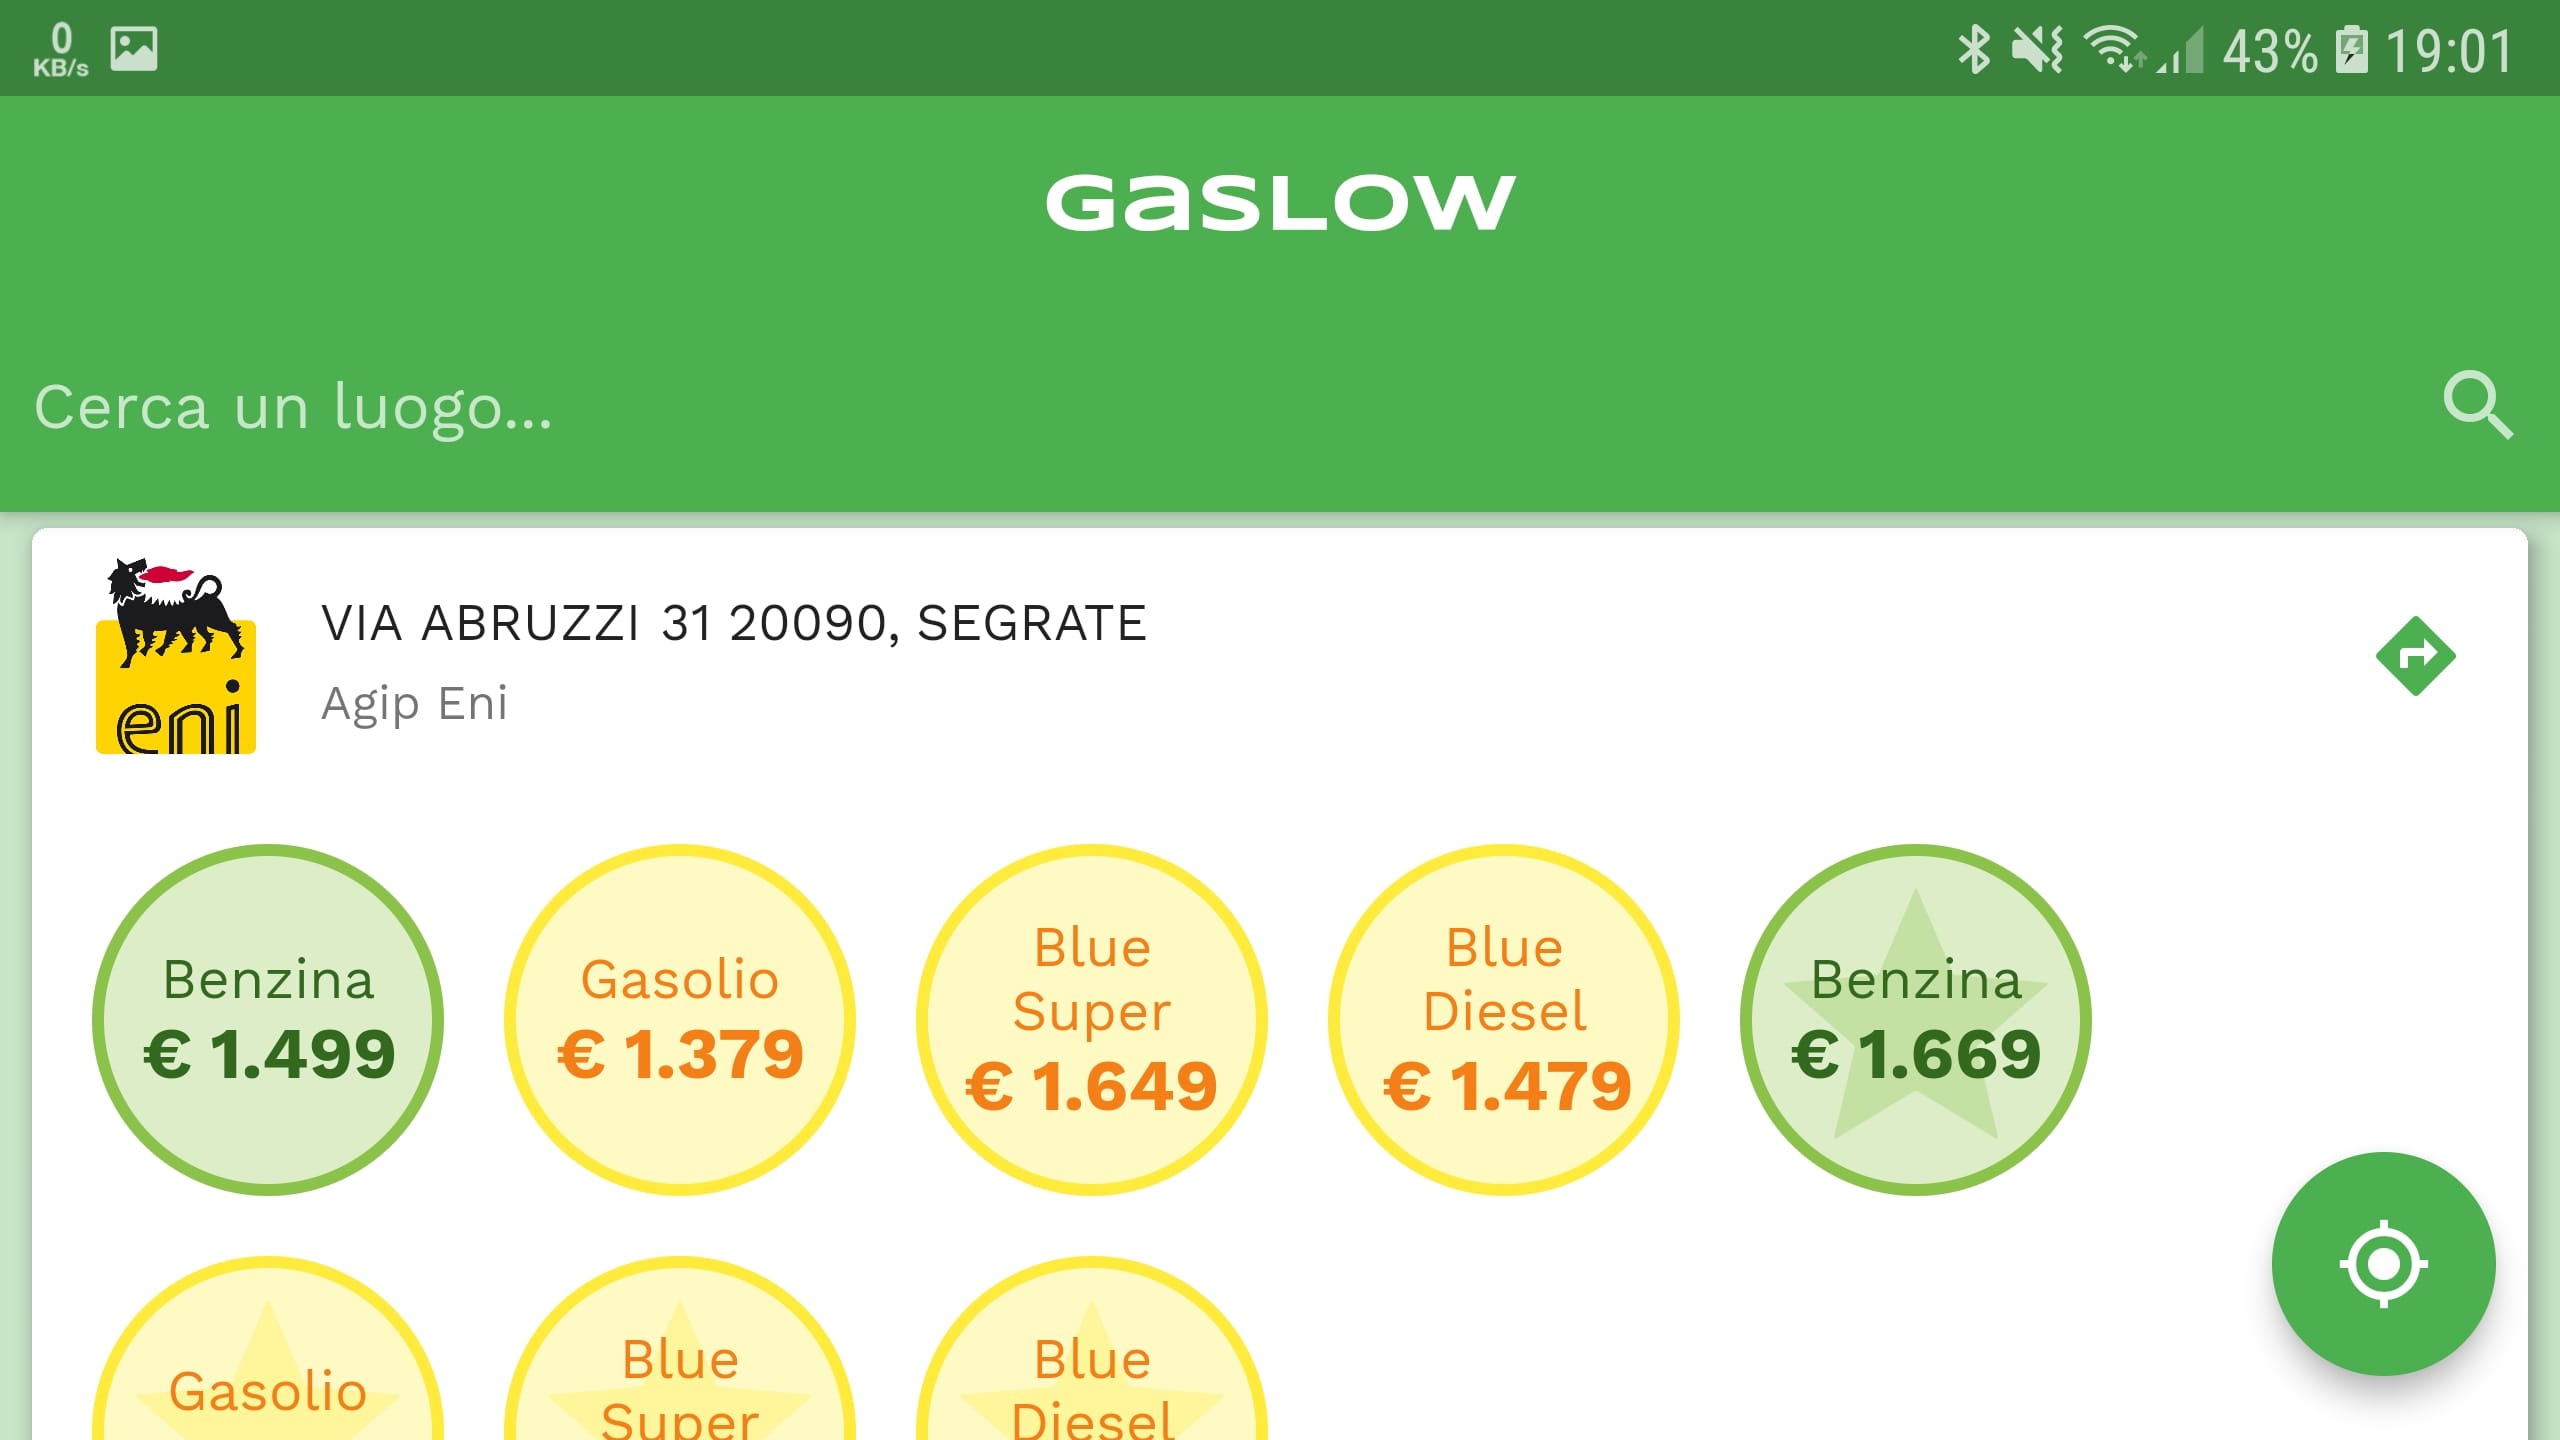 0
KB/s
43% 19:01
GaSLOW
Cerca un luogo...
VIA ABRUZZI 31 20090, SEGRATE
Agip Eni
eni
Benzina
€ 1.499
Gasolio
€ 1.379
Blue
Super
€ 1.649
Blue
Diesel
€ 1.479
Benzina
€ 1.669
Gasolio
Blue
Super
Blue
Diesel